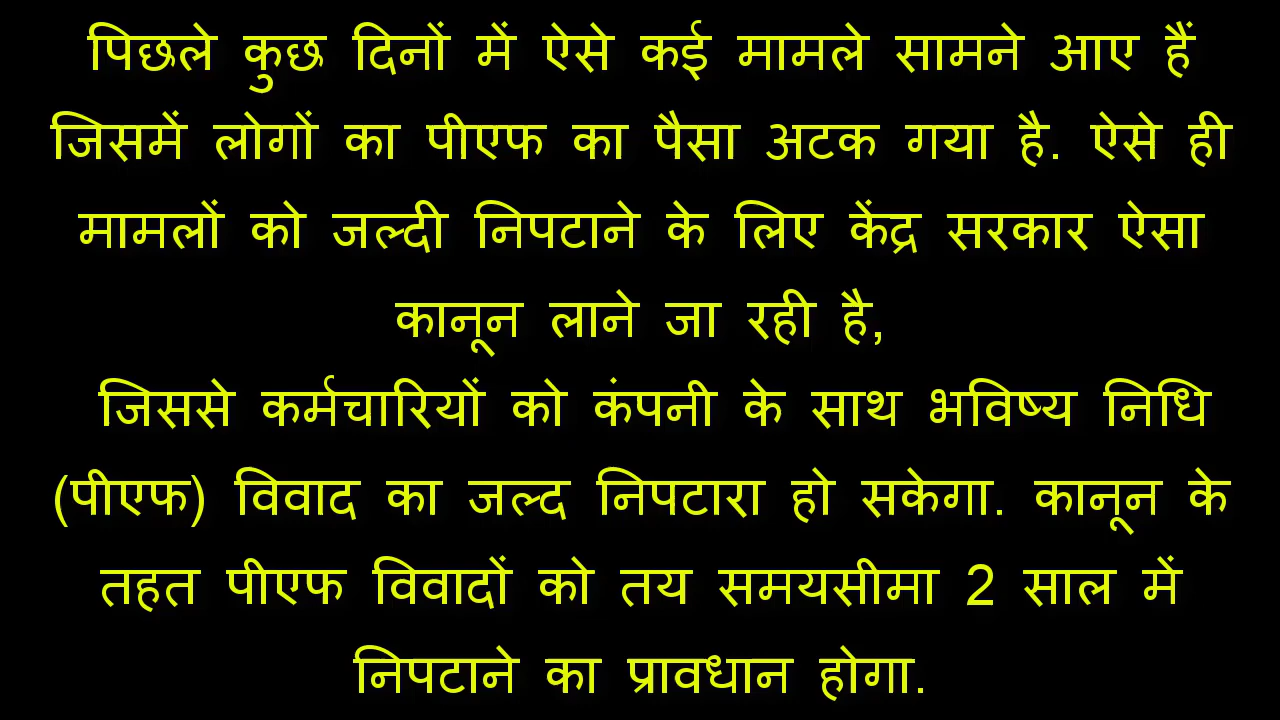 पिछले कुछ दिनों में ऐसे कई मामले सामने आए हैं
जिसमें लोगों का पीएफ का पैसा अटक गया है. ऐसे ही
मामलों को जल्दी निपटाने के लिए केंद्र सरकार ऐसा
कानून लाने जा रही है,
जिससे कर्मचारियों को कंपनी के साथ भविष्य निधि
(पीएफ) विवाद का जल्द निपटारा हो सकेगा. कानून के
तहत पीएफ विवादों को तय समयसीमा 2 साल में
निपटाने का प्रावधान होगा.